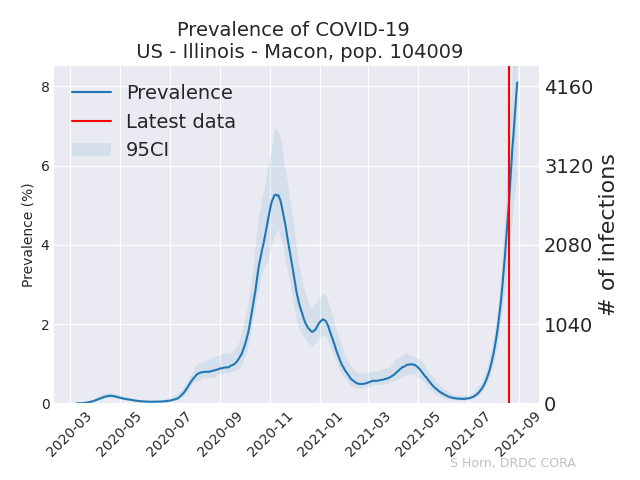 Prevalence of COVID-19
US - Illinois - Macon, pop. 104009
Prevalence
Latest data
95CI
Prevalence (%)
8
6
4
2
0
4160
3120
2080
1040
0
# of infections
2020-03
2020-05
2020-07
2020-09
2020-11
2021-01
2021-03
2021-05
2021-07
2021-09
S Horn, DRDC CORA